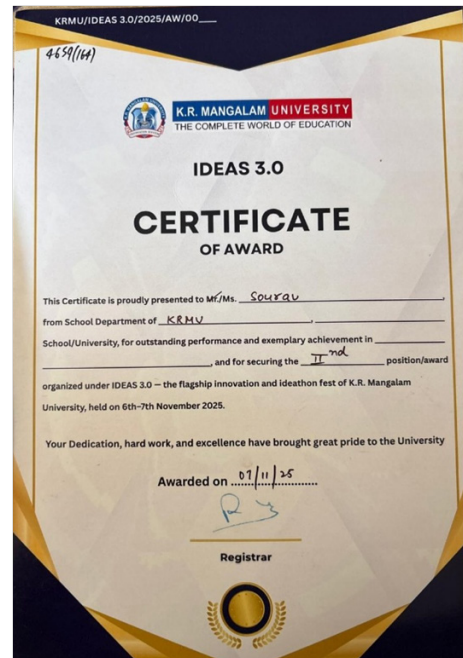 KRMU/IDEAS 3.0/2025/AW/00___
4659(164)
K.R. MANGALAM UNIVERSITY
THE COMPLETE WORLD OF EDUCATION
IDEAS 3.0
CERTIFICATE
OF AWARD
This Certificate is proudly presented to Mr./Ms. Sourav,
from School Department of KRMU,
School/University, for outstanding performance and exemplary achievement in
, and for securing the IInd position/award
organized under IDEAS 3.0 – the flagship innovation and ideathon fest of K.R. Mangalam
University, held on 6th-7th November 2025.
Your Dedication, hard work, and excellence have brought great pride to the University
Awarded on 07/11/25
Registrar